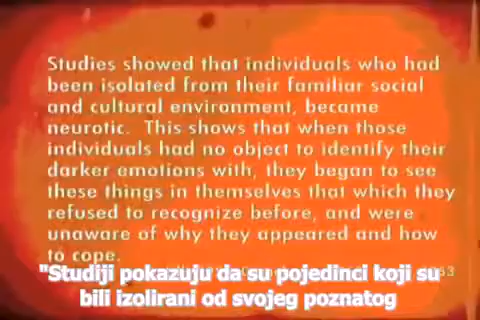 Studies showed that individuals who had
been isolated from their familiar social
and cultural environment, became
neurotic. This shows that when those
individuals had no object to identify their
darker emotions with, they began to see
these things in themselves that which they
refused to recognize before, and were
unaware of why they appeared and how
to cope.
"Studiji pokazuju da su pojedinci koji su
bili izolirani od svojeg poznatog